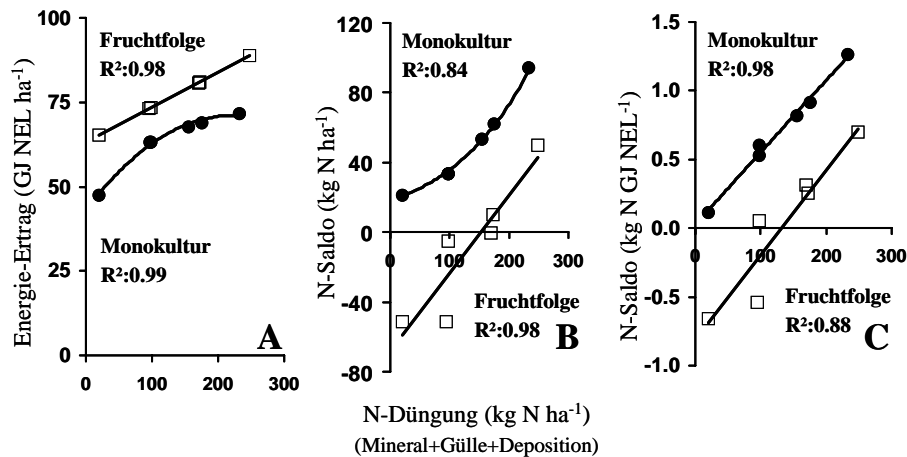 Energie-Ertrag (GJ NEL ha⁻¹)
100
75
50
25
0
0
100
200
300
Fruchtfolge
R²:0.98
Monokultur
R²:0.99
A
N-Saldo (kg N ha⁻¹)
120
80
40
0
-40
-80
0
100
200
300
Monokultur
R²:0.84
Fruchtfolge
R²:0.98
B
N-Saldo (kg N GJ NEL⁻¹)
1.5
1.0
0.5
0.0
-0.5
-1.0
0
100
200
300
Monokultur
R²:0.98
Fruchtfolge
R²:0.88
C
N-Düngung (kg N ha⁻¹)
(Mineral+Gülle+Deposition)